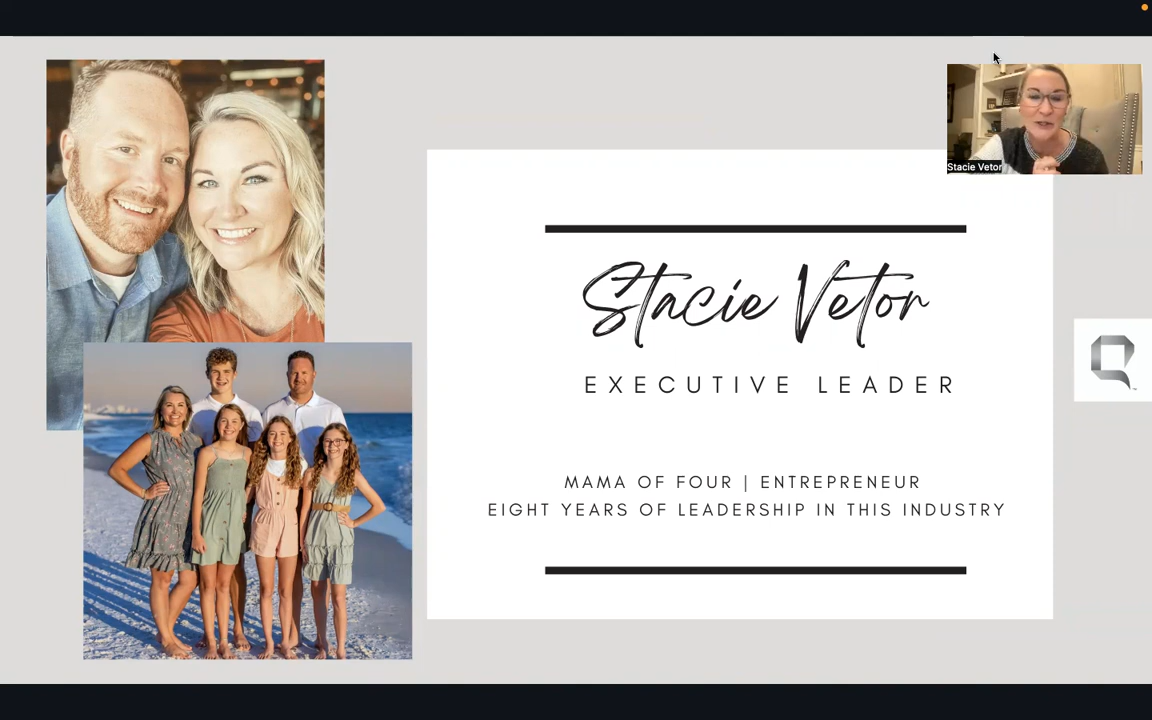 Stacie Vetor
Stacie Vetor
EXECUTIVE LEADER
MAMA OF FOUR | ENTREPRENEUR
EIGHT YEARS OF LEADERSHIP IN THIS INDUSTRY